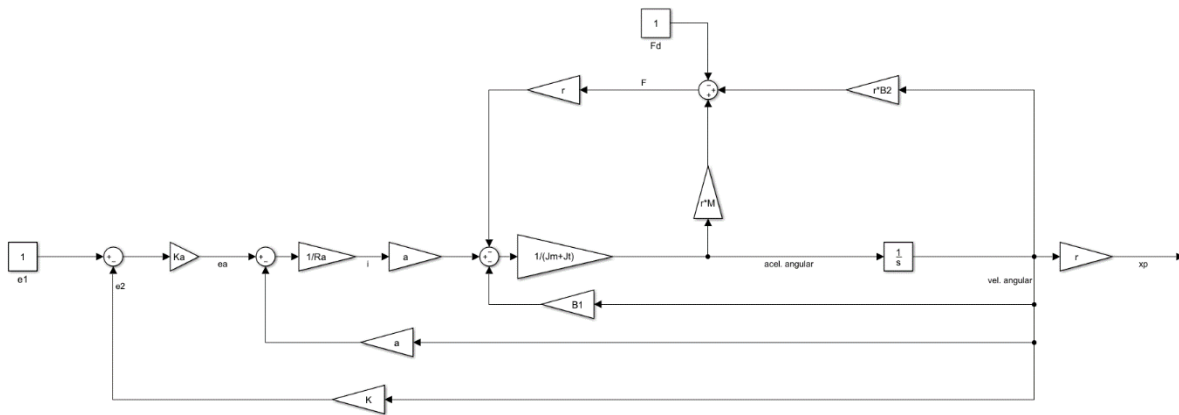 1
Fd
r
F
-
+
+
r*B2
r*M
1
e1
+
-
e2
Ka
ea
+
-
1/Ra
i
a
-
+
-
-
1/(Jm+Jt)
acel. angular
1
s
vel. angular
r
xp
B1
a
K